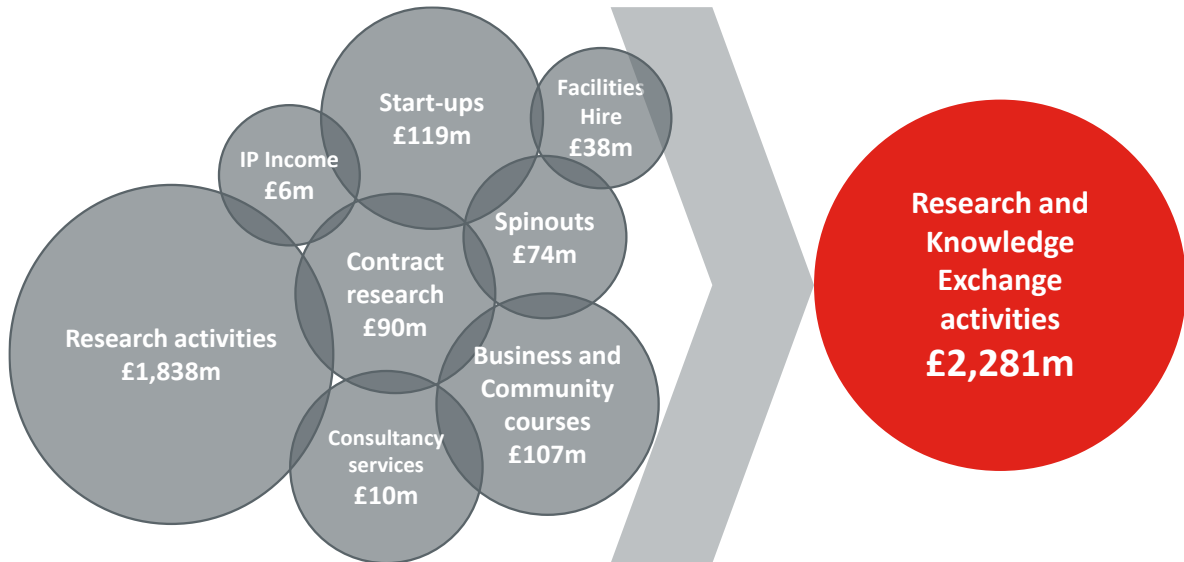 Start-ups
£119m
Facilities
Hire
£38m
IP Income
£6m
Spinouts
£74m
Contract
research
£90m
Research activities
£1,838m
Business and
Community
courses
£107m
Consultancy
services
£10m
Research and
Knowledge
Exchange
activities
£2,281m